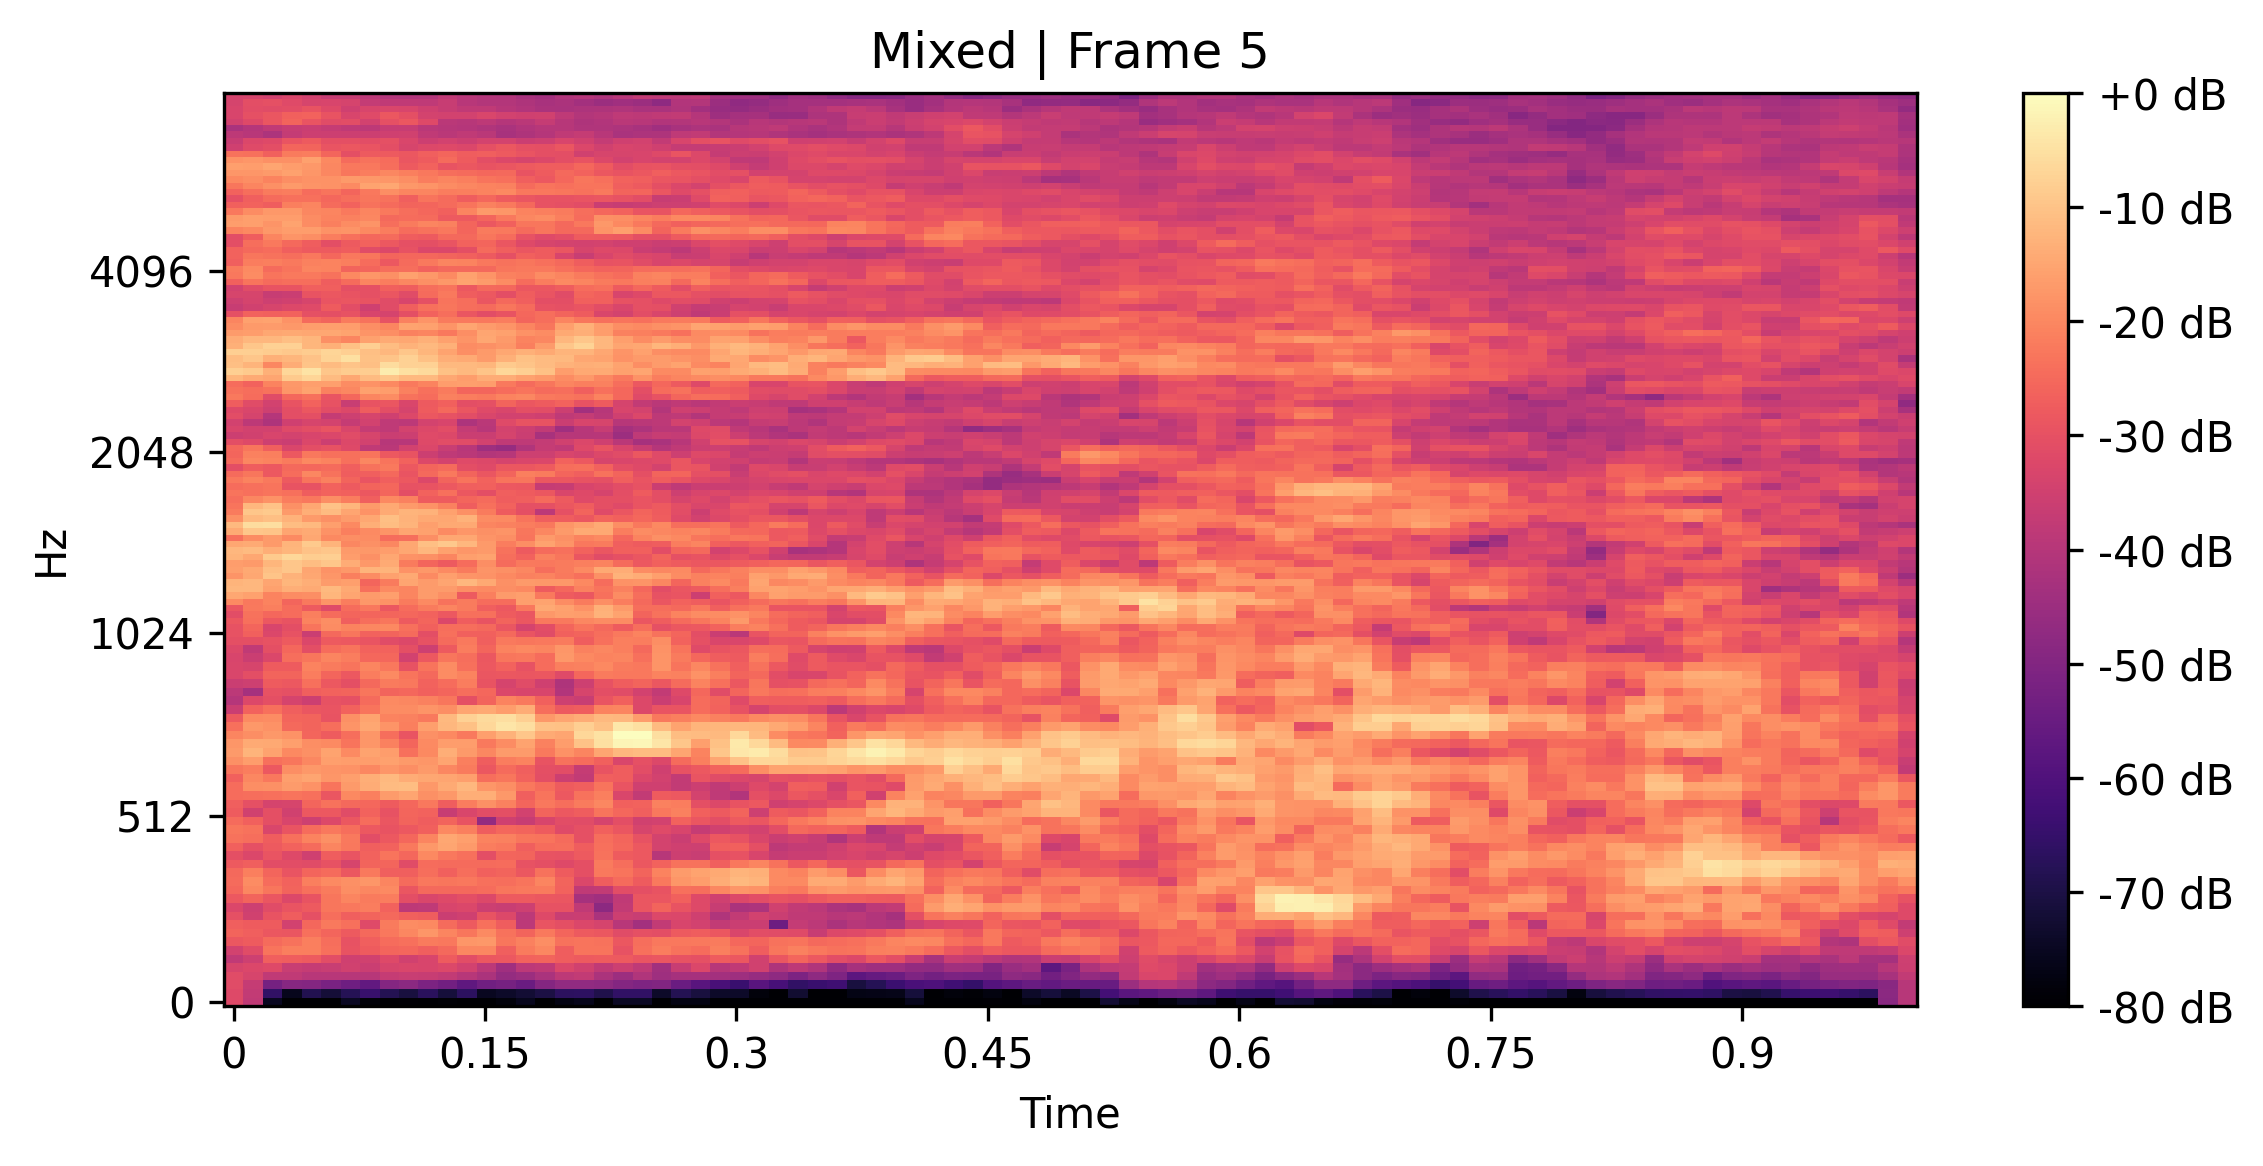 Mixed | Frame 5
+0 dB
-10 dB
-20 dB
-30 dB
-40 dB
-50 dB
-60 dB
-70 dB
-80 dB
Hz
4096
2048
1024
512
0
0 0.15 0.3 0.45 0.6 0.75 0.9
Time